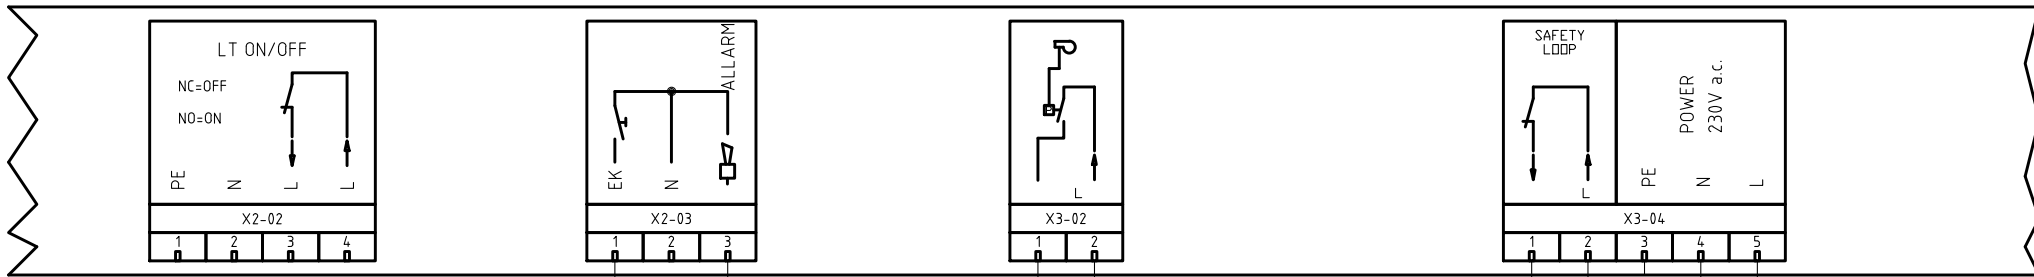 LT ON/OFF
NC=OFF
NO=ON
PE
N
L
L
X2-02
1 2 3 4
ALLARM
EK
N
X2-03
1 2 3
P
L
X3-02
1 2
SAFETY
LOOP
L
POWER
230V a.c.
PE
N
L
X3-04
1 2 3 4 5